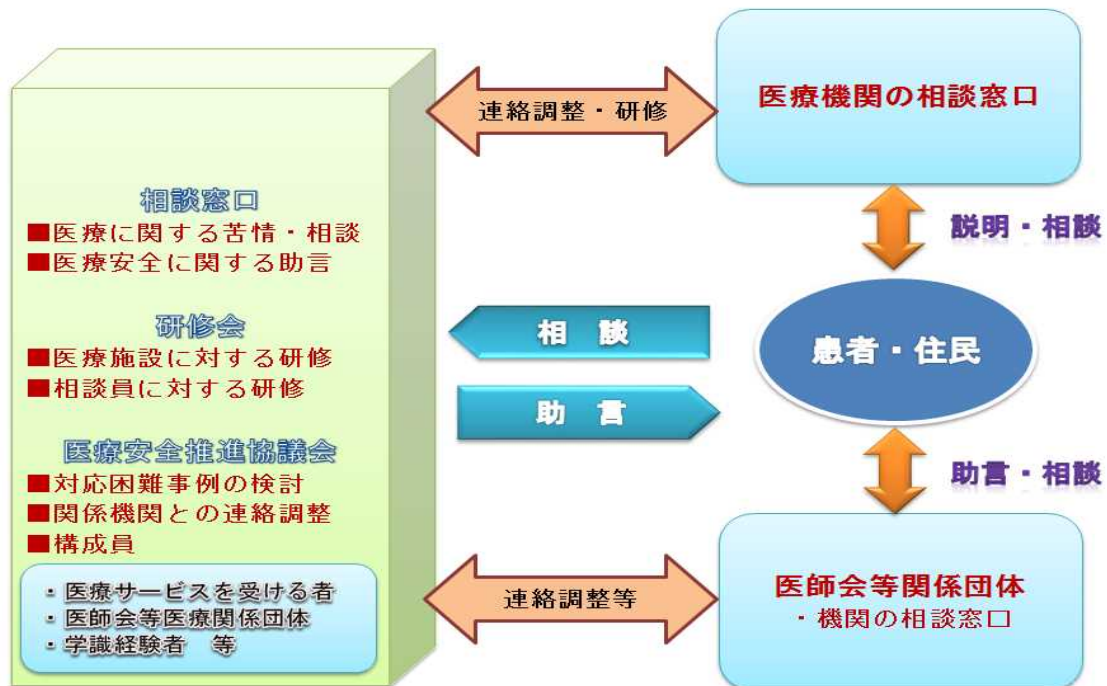 相談窓口
■医療に関する苦情・相談
■医療安全に関する助言
研修会
■医療施設に対する研修
■相談員に対する研修
医療安全推進協議会
■対応困難事例の検討
■関係機関との連絡調整
■構成員
・医療サービスを受ける者
・医師会等医療関係団体
・学識経験者　等
連絡調整・研修
相　談
助　言
連絡調整等
医療機関の相談窓口
説明・相談
患者・住民
助言・相談
医師会等関係団体
・機関の相談窓口